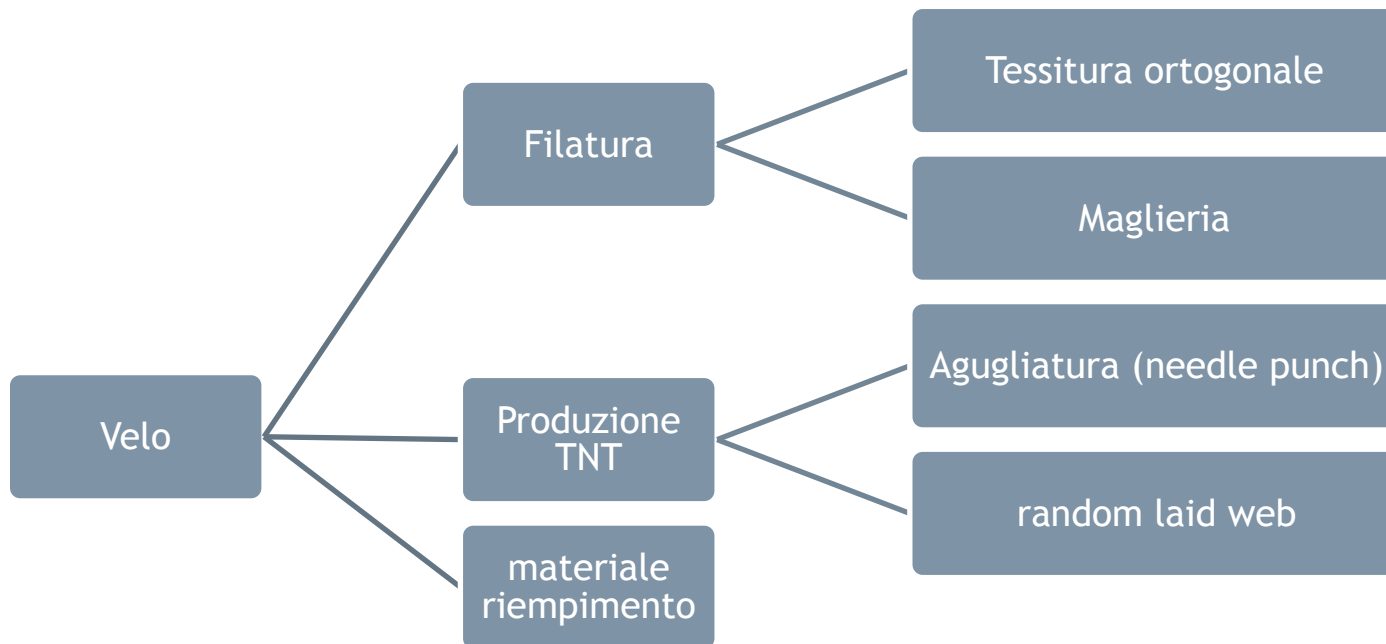 Velo
Filatura
Produzione
TNT
materiale
riempimento
Tessitura ortogonale
Maglieria
Agugliatura (needle punch)
random laid web